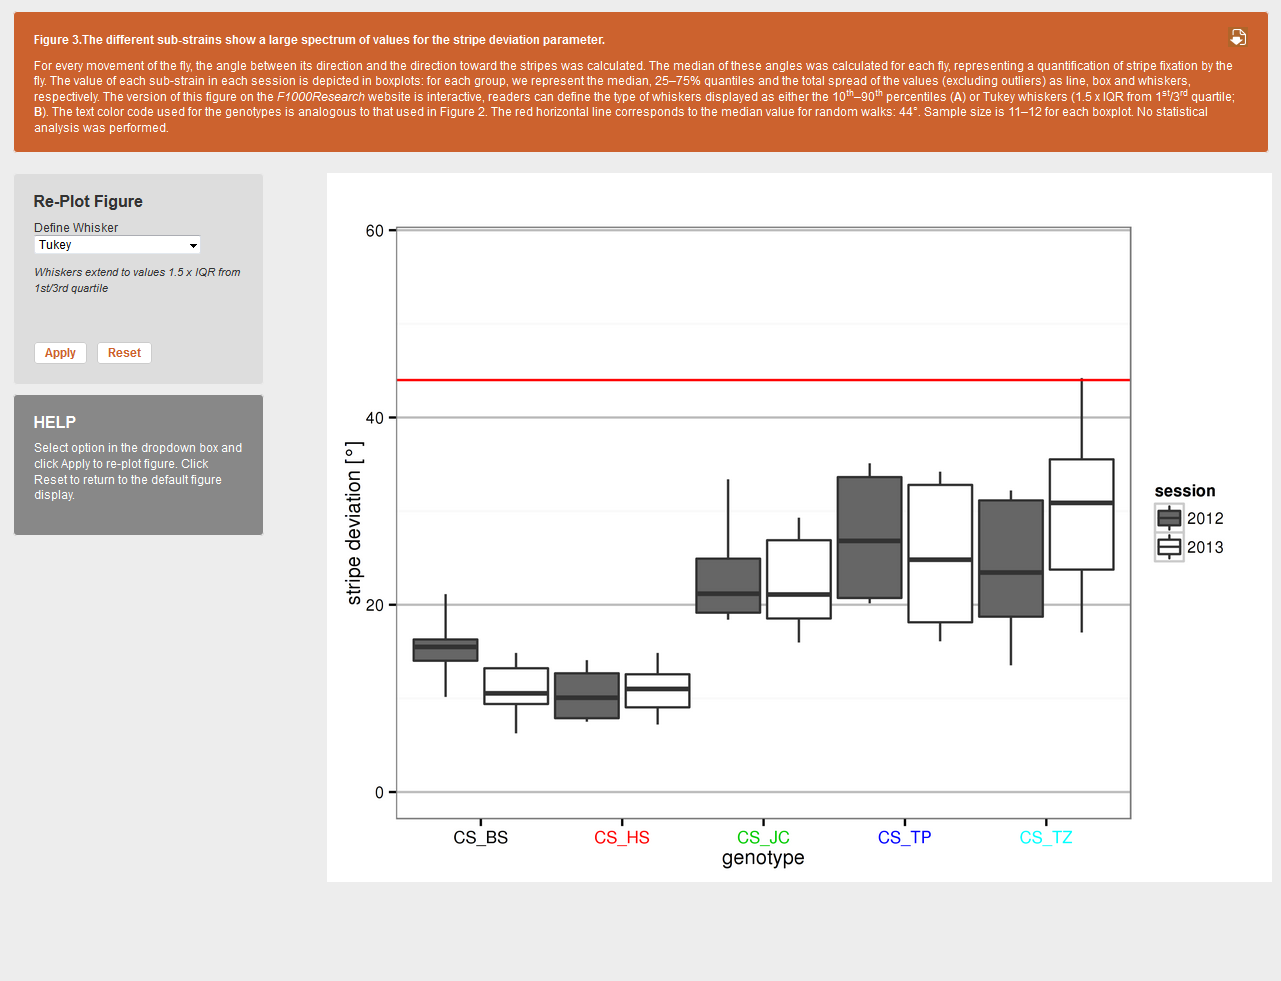 Figure 3.The different sub-strains show a large spectrum of values for the stripe deviation parameter.
For every movement of the fly, the angle between its direction and the direction toward the stripes was calculated. The median of these angles was calculated for each fly, representing a quantification of stripe fixation by the
fly. The value of each sub-strain in each session is depicted in boxplots: for each group, we represent the median, 25–75% quantiles and the total spread of the values (excluding outliers) as line, box and whiskers,
respectively. The version of this figure on the F1000Research website is interactive, readers can define the type of whiskers displayed as either the 10th–90th percentiles (A) or Tukey whiskers (1.5 x IQR from 1st/3rd quartile;
B). The text color code used for the genotypes is analogous to that used in Figure 2. The red horizontal line corresponds to the median value for random walks: 44°. Sample size is 11–12 for each boxplot. No statistical
analysis was performed.
Re-Plot Figure
Define Whisker
Tukey
Whiskers extend to values 1.5 x IQR from
1st/3rd quartile
Apply Reset
HELP
Select option in the dropdown box and
click Apply to re-plot figure. Click
Reset to return to the default figure
display.
60
40
20
0
stripe deviation [°]
CS_BS CS_HS CS_JC CS_TP CS_TZ
genotype
session
2012
2013